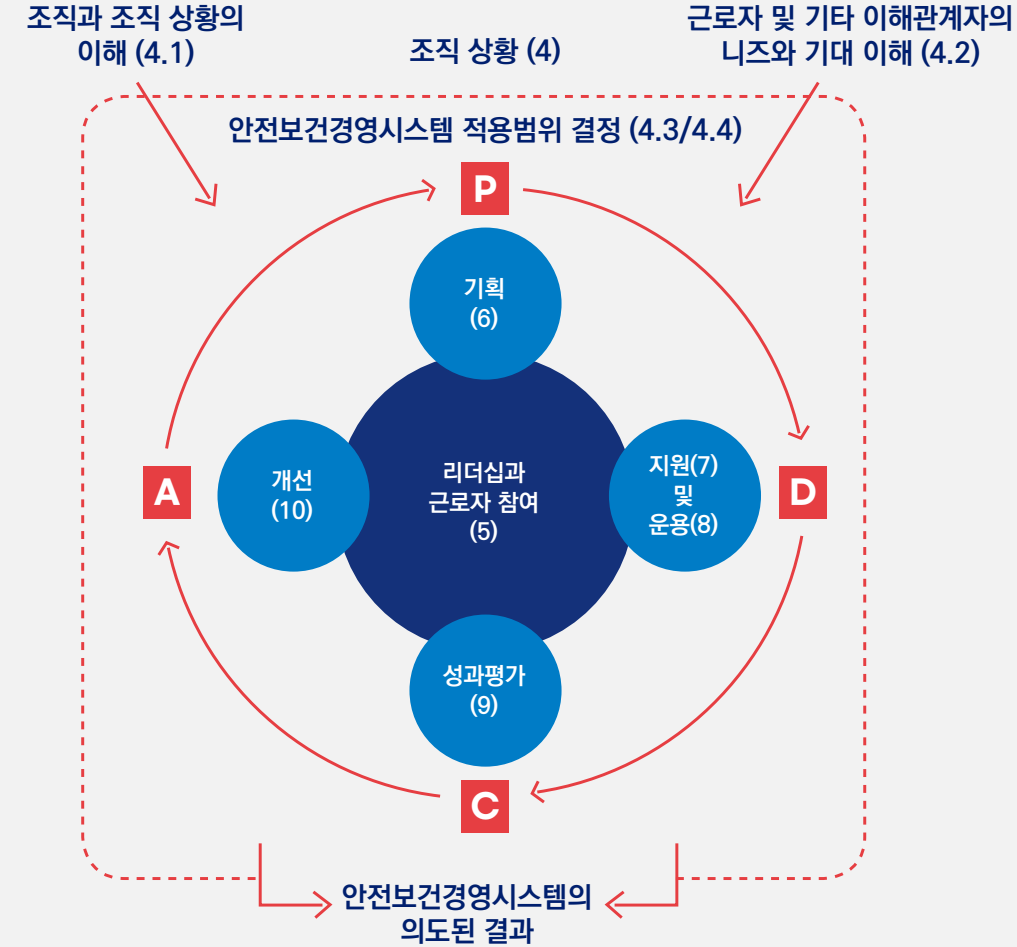 조직과 조직 상황의
이해 (4.1)
조직 상황 (4)
근로자 및 기타 이해관계자의
니즈와 기대 이해 (4.2)
안전보건경영시스템 적용범위 결정 (4.3/4.4)
P
기획
(6)
A
개선
(10)
리더십과
근로자 참여
(5)
지원(7)
및
운용(8)
D
성과평가
(9)
C
안전보건경영시스템의
의도된 결과